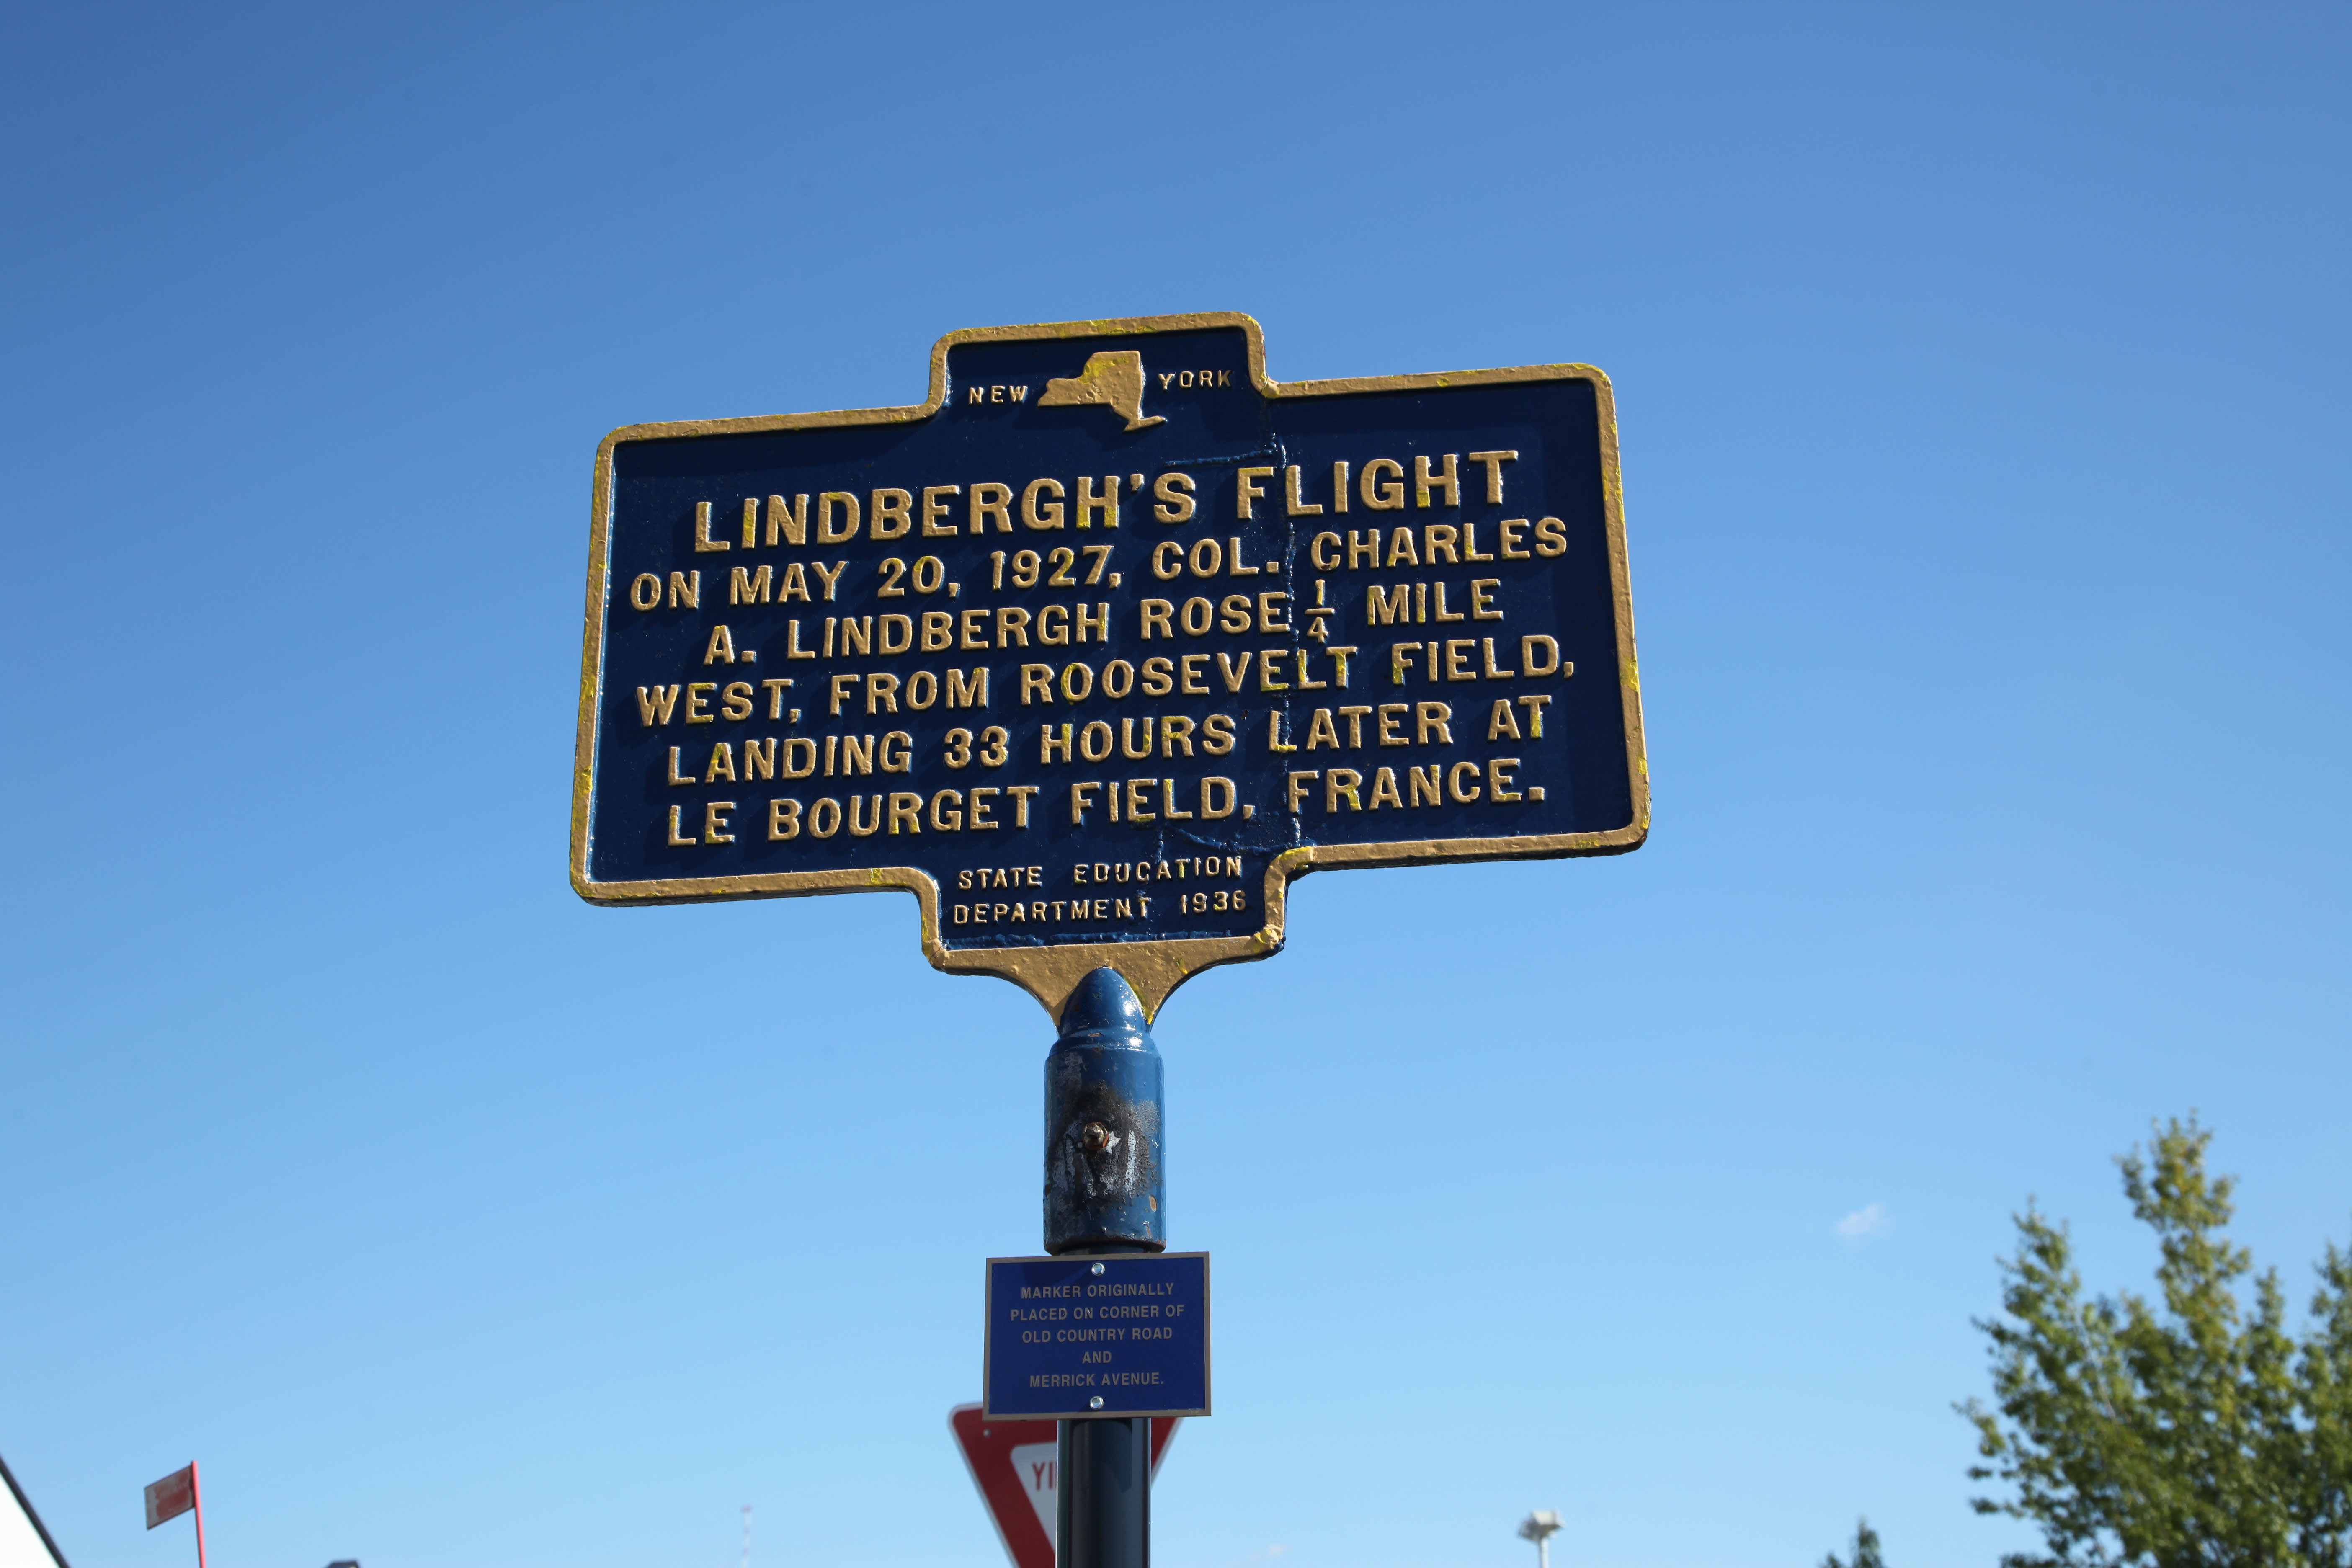 NEW YORK
LINDBERGH'S FLIGHT
ON MAY 20, 1927, COL. CHARLES
A. LINDBERGH ROSE 1/4 MILE
WEST, FROM ROOSEVELT FIELD,
LANDING 33 HOURS LATER AT
LE BOURGET FIELD, FRANCE.
STATE EDUCATION
DEPARTMENT 1936
MARKER ORIGINALLY
PLACED ON CORNER OF
OLD COUNTRY ROAD
AND
MERRICK AVENUE.
YI